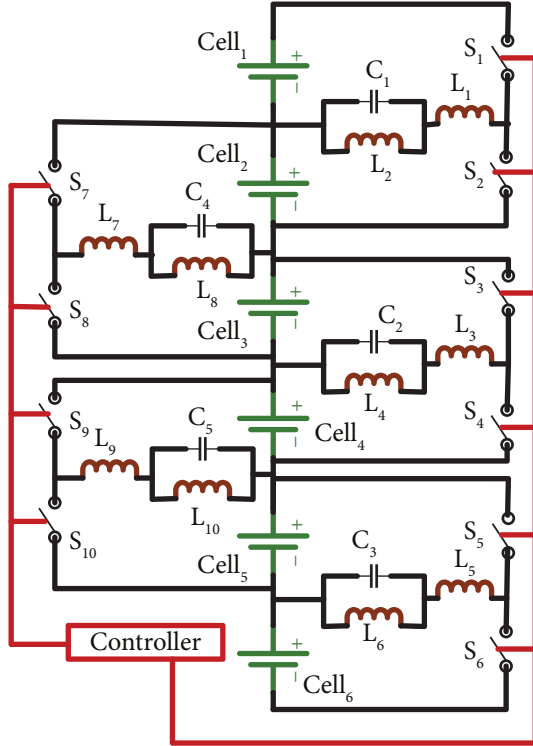 Cell₁
+
−
C₁
L₁
S₁
L₂
S₂
Cell₂
+
−
S₇
L₇
C₄
L₈
S₈
S₃
Cell₃
+
−
C₂
L₃
L₄
S₄
Cell₄
+
−
S₉
L₉
C₅
L₁₀
S₁₀
S₅
Cell₅
+
−
C₃
L₅
L₆
S₆
Controller
Cell₆
+
−